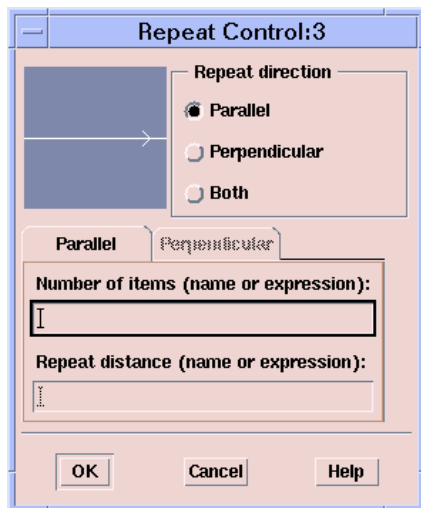 Repeat Control:3
Repeat direction
Parallel
Perpendicular
Both
Parallel Perpendicular
Number of items (name or expression):
Repeat distance (name or expression):
OK Cancel Help